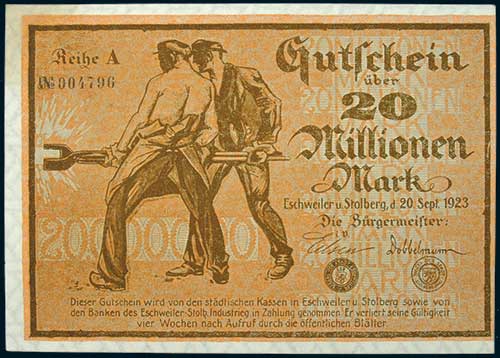 Reihe A
№004796
Gutschein
über
20
Millionen
Mark
Eschweiler u. Stolberg, d. 20. Sept. 1923
Die Bürgermeister:
i.V.
Dobbelmann
20000000
Dieser Gutschein wird von den städtischen Kassen in Eschweiler u. Stolberg sowie von
den Banken des Eschweiler-Stolb. Industrieg. in Zahlung genommen. Er verliert seine Gültigkeit
vier Wochen nach Aufruf durch die öffentlichen Blätter.